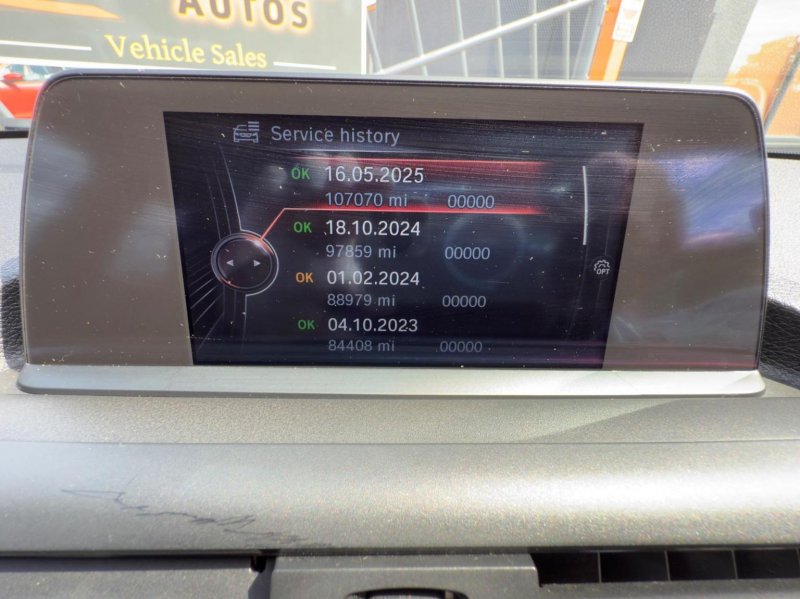 AUTOS
Vehicle Sales
Service history
OK 16.05.2025
107070 mi 00000
OK 18.10.2024
97859 mi 00000
OK 01.02.2024
88979 mi 00000
OPT
OK 04.10.2023
84408 mi 00000